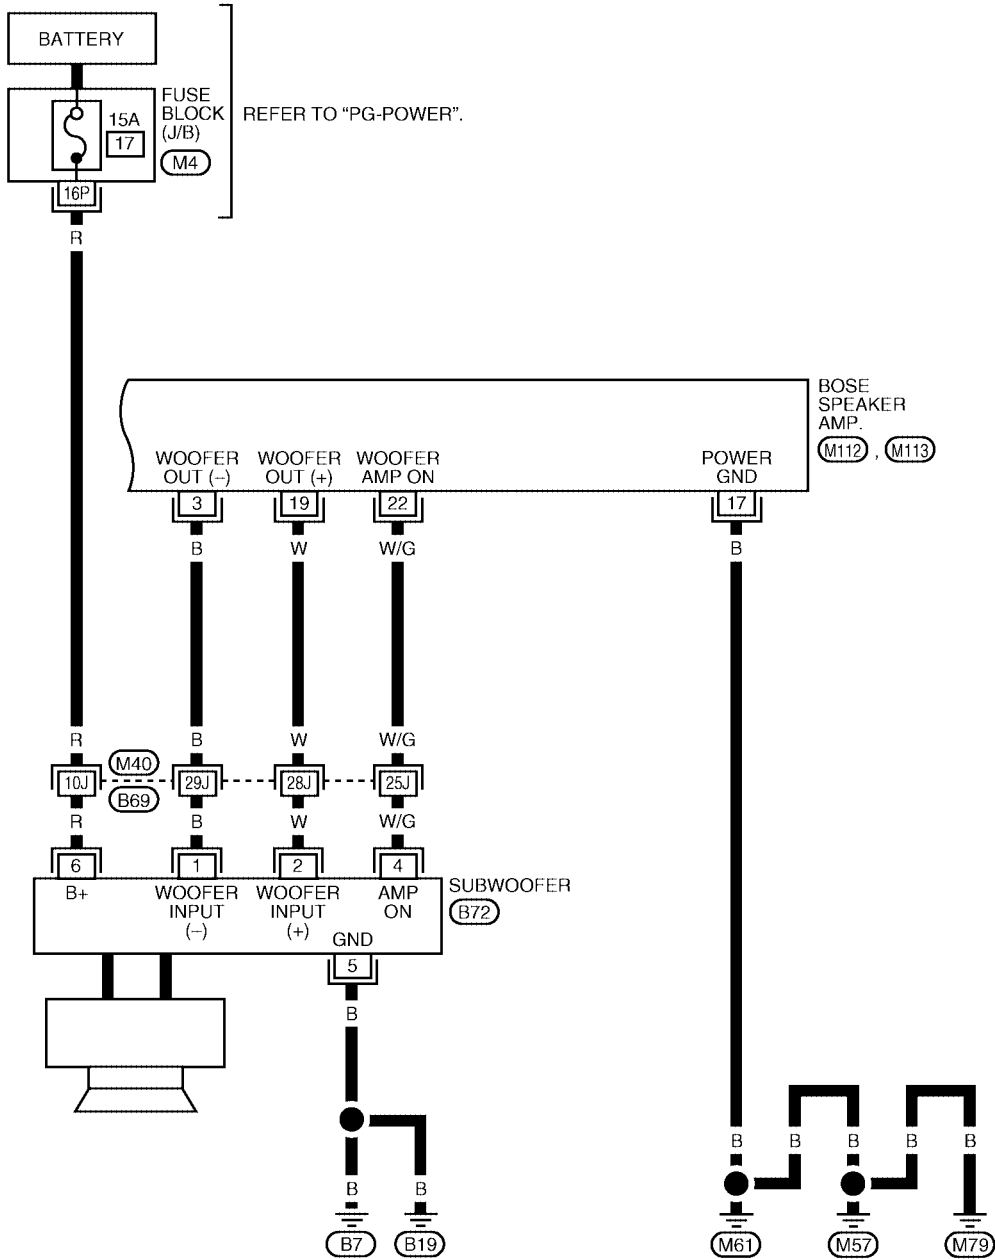 BATTERY
FUSE
BLOCK
(J/B)
M4
15A
17
REFER TO “PG-POWER”.
16P
R
BOSE
SPEAKER
AMP.
M112 , M113
WOOFER
OUT (–)
WOOFER
OUT (+)
WOOFER
AMP ON
POWER
GND
3 19 22 17
B W W/G B
R B W W/G
M40
10J 29J 28J 25J
B69
R B W W/G
6 1 2 4
B+
WOOFER
INPUT
(–)
WOOFER
INPUT
(+)
AMP
ON
SUBWOOFER
B72
GND
5
B
B B B B B
B B
B7 B19 M61 M57 M79